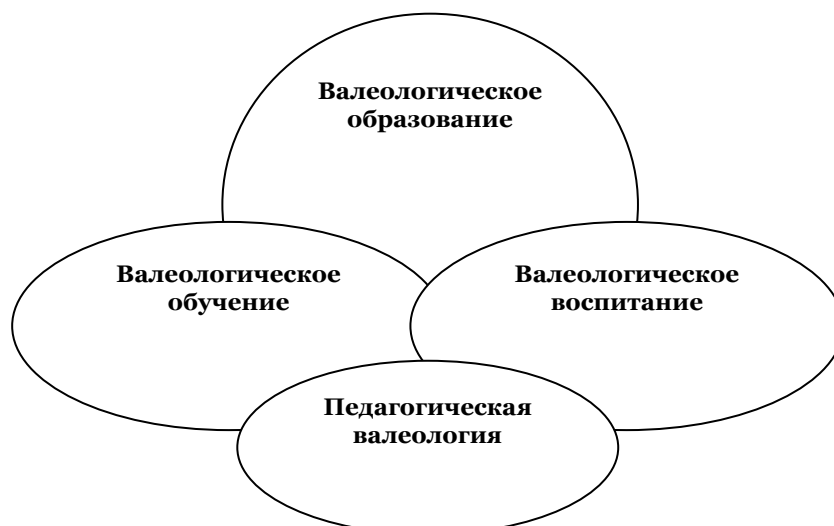 Валеологическое
образование
Валеологическое
обучение
Валеологическое
воспитание
Педагогическая
валеология